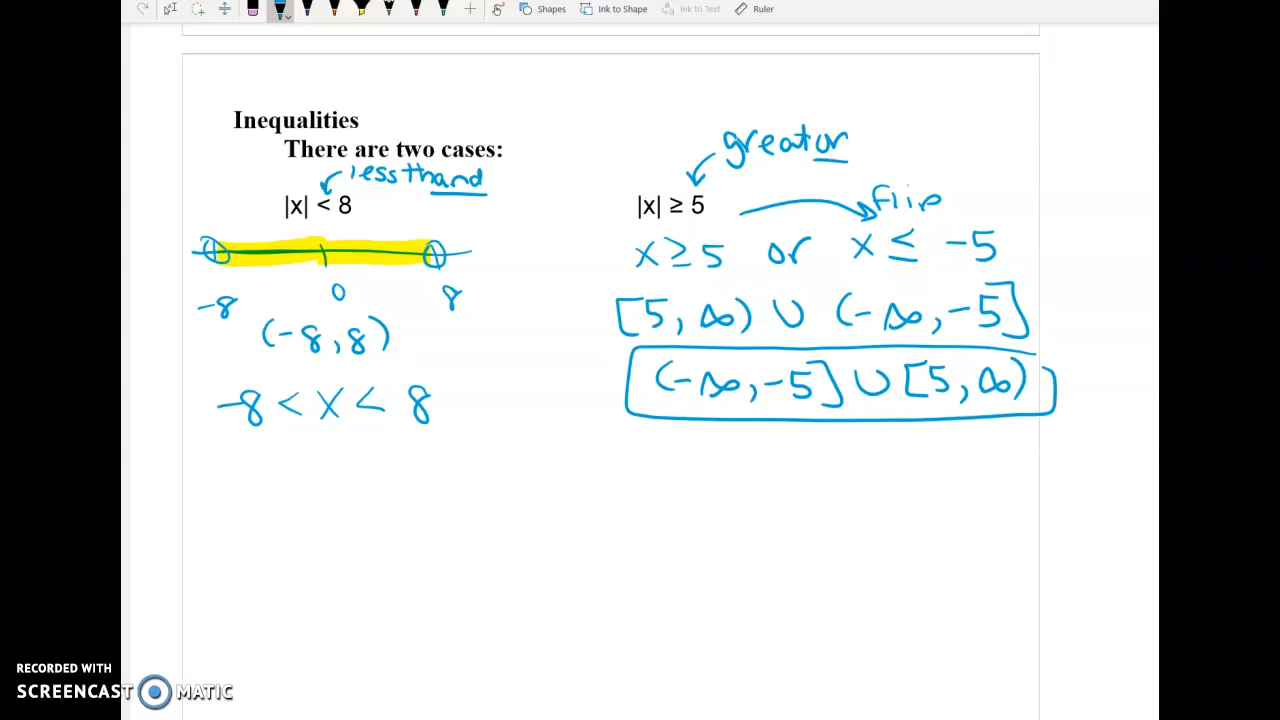 Shapes Ink to Shape Ink to Text Ruler
Inequalities
There are two cases:
less thand
|x| < 8
-8 0 8
(-8, 8)
-8 < x < 8
greator
|x| ≥ 5
flip
x ≥ 5 or x ≤ -5
[5, ∞) ∪ (-∞, -5]
(-∞, -5] ∪ [5, ∞)
RECORDED WITH
SCREENCAST MATIC